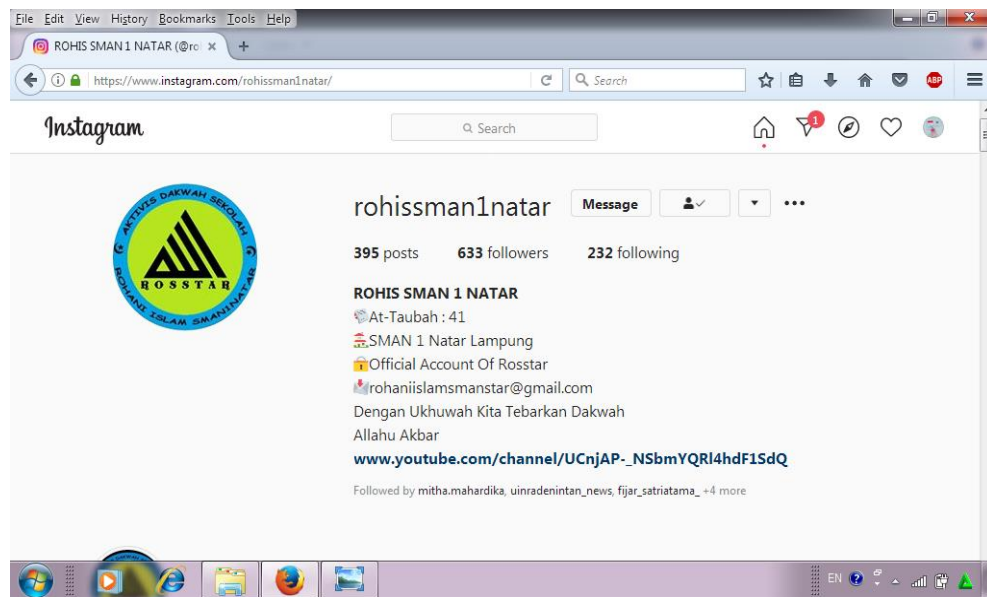 File Edit View History Bookmarks Tools Help
ROHIS SMAN 1 NATAR (@ro
https://www.instagram.com/rohissman1natar/
Search
ABP
Instagram
Search
1
AKTIVIS DAKWAH SEKOLAH
ROSSTAR
ROHANI ISLAM SMANINATAR
rohissman1natar Message
395 posts 633 followers 232 following
ROHIS SMAN 1 NATAR
At-Taubah : 41
SMAN 1 Natar Lampung
Official Account Of Rosstar
rohaniislamsmanstar@gmail.com
Dengan Ukhuwah Kita Tebarkan Dakwah
Allahu Akbar
www.youtube.com/channel/UCnjAP-_NSbmYQRl4hdF1SdQ
Followed by mitha.mahardika, uinradenintan_news, fijar_satriatama_ +4 more
EN